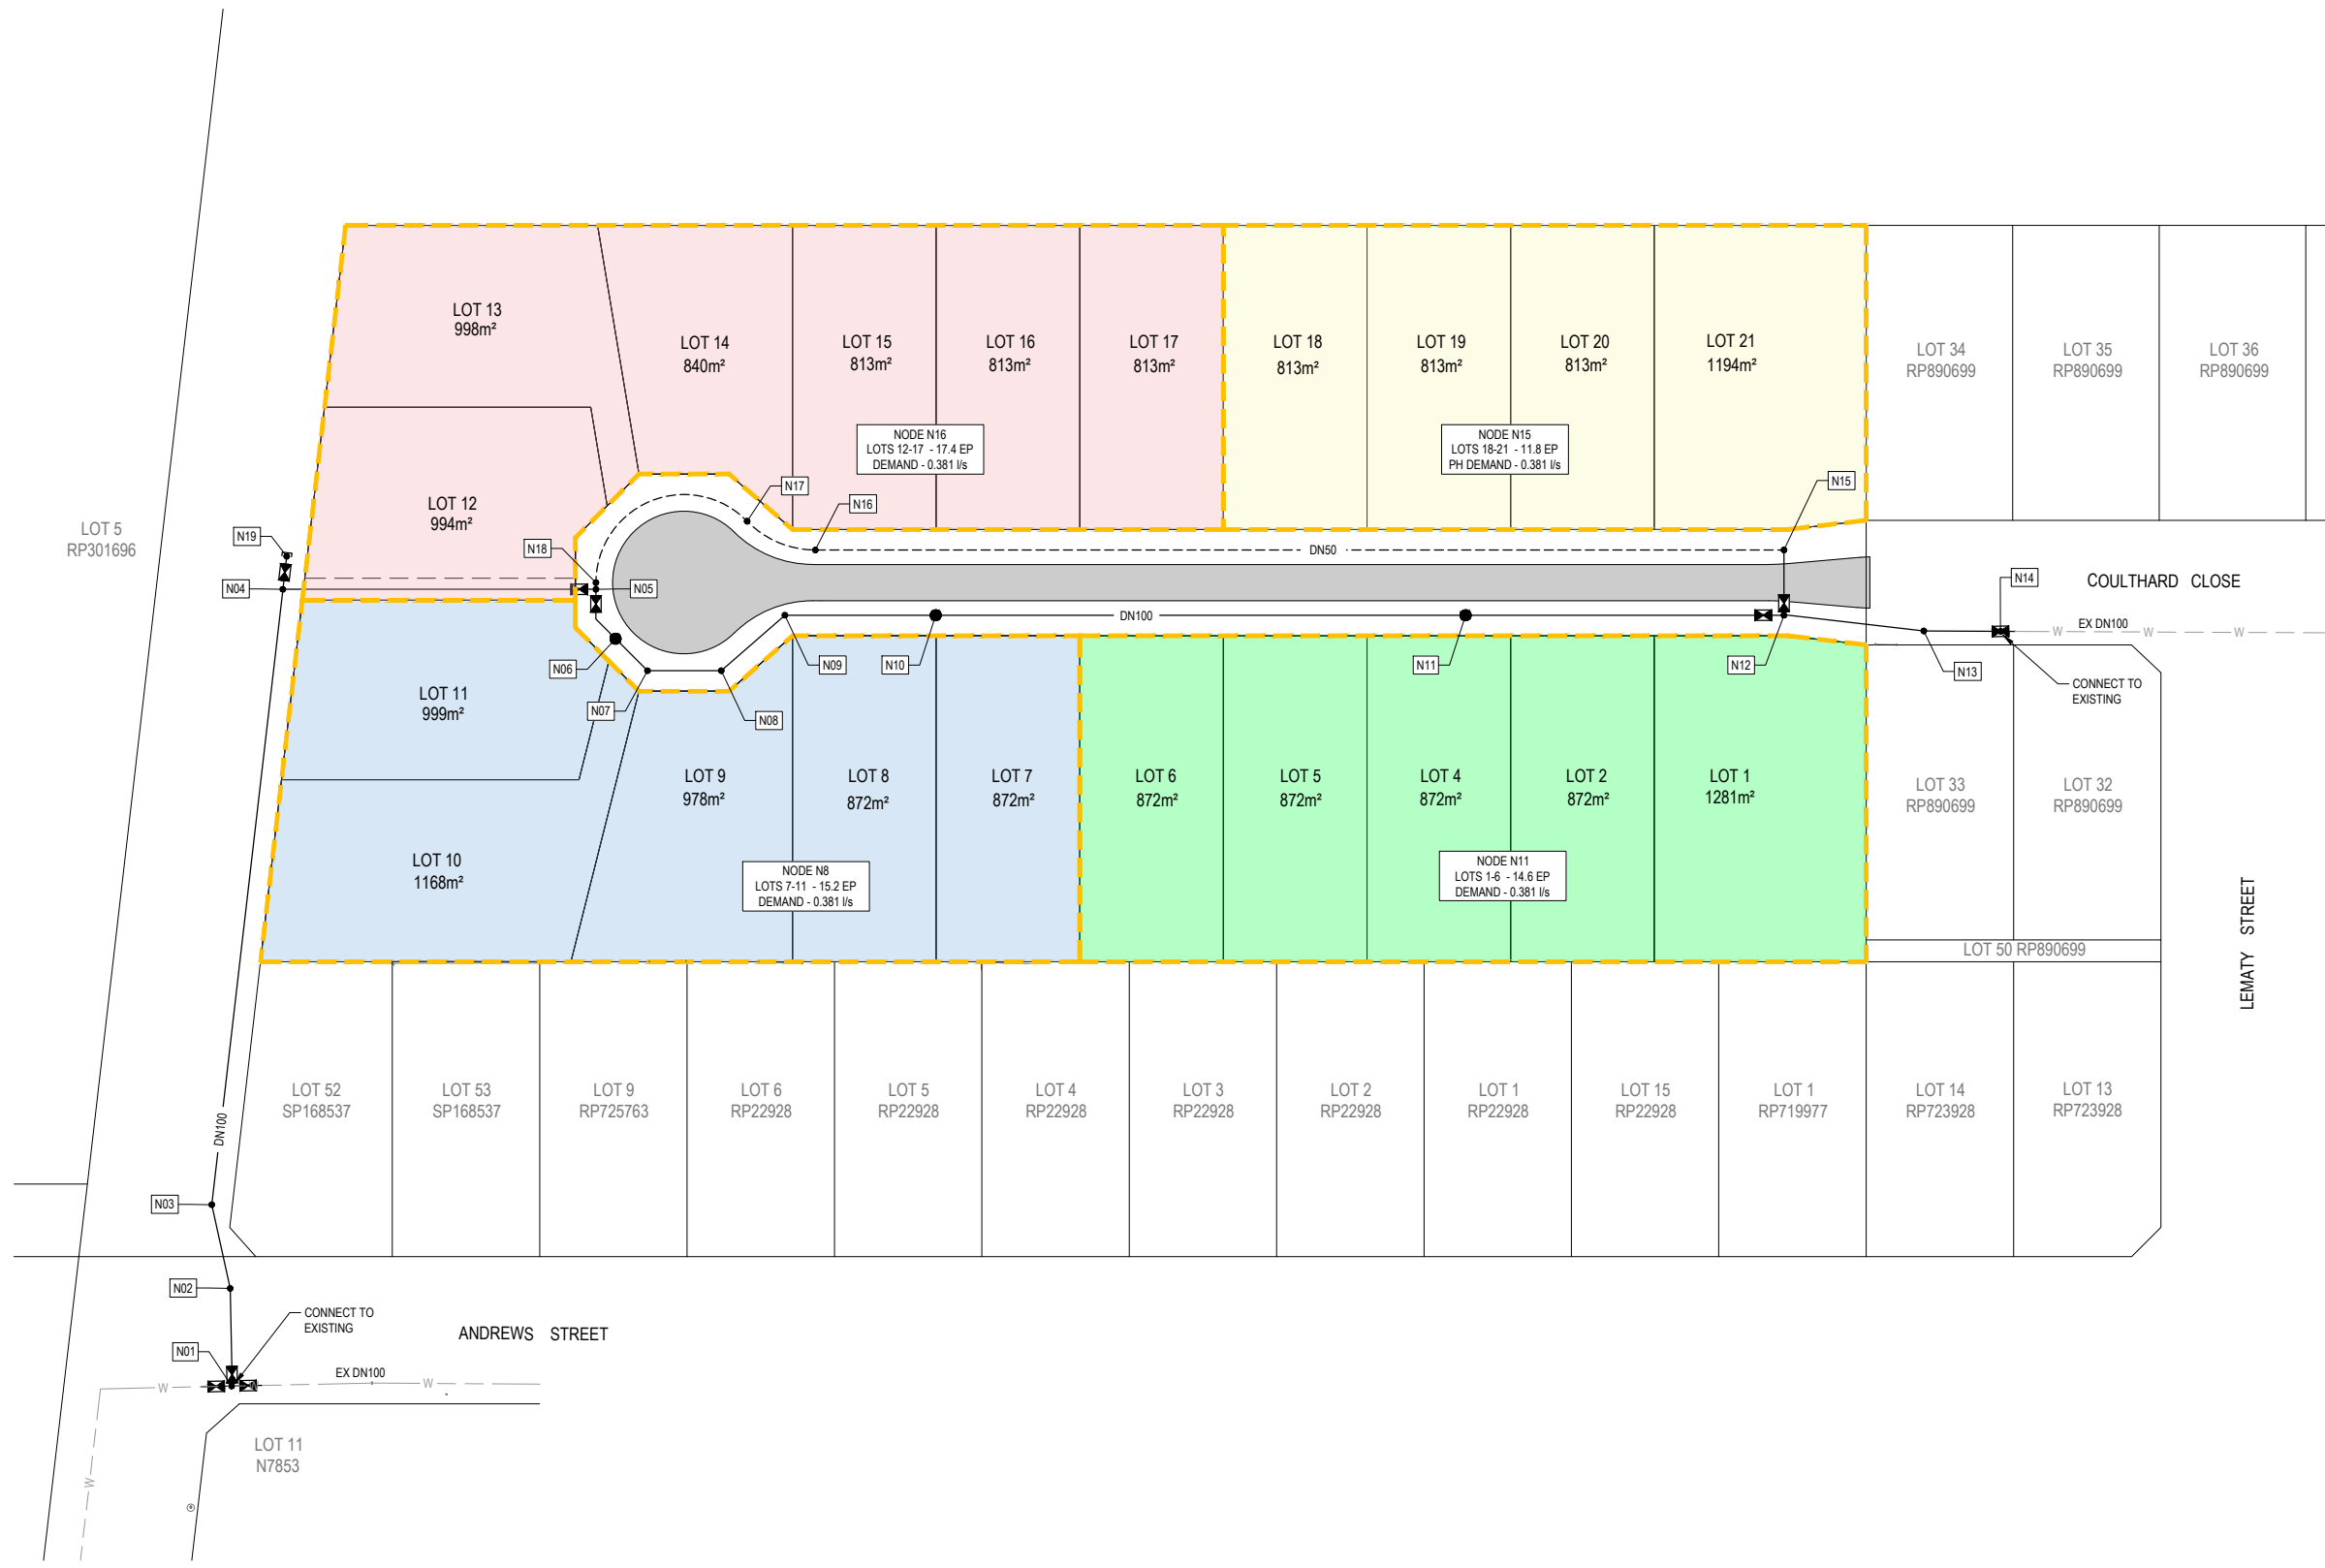 LOT 13
998m²
LOT 14
840m²
LOT 15
813m²
LOT 16
813m²
LOT 17
813m²
LOT 18
813m²
LOT 19
813m²
LOT 20
813m²
LOT 21
1194m²
LOT 34
RP890699
LOT 35
RP890699
LOT 36
RP890699
NODE N16
LOTS 12-17 - 17.4 EP
DEMAND - 0.381 l/s
NODE N15
LOTS 18-21 - 11.8 EP
PH DEMAND - 0.381 l/s
LOT 12
994m²
N17
N16
N15
LOT 5
RP301696
N19
N18
DN50
N04
N05
N14
COULTHARD CLOSE
DN100
EX DN100
W
W
W
N06
N09
N10
N11
N12
N13
CONNECT TO
EXISTING
N07
N08
LOT 11
999m²
LOT 9
978m²
LOT 8
872m²
LOT 7
872m²
LOT 6
872m²
LOT 5
872m²
LOT 4
872m²
LOT 2
872m²
LOT 1
1281m²
LOT 33
RP890699
LOT 32
RP890699
LOT 10
1168m²
NODE N8
LOTS 7-11 - 15.2 EP
DEMAND - 0.381 l/s
NODE N11
LOTS 1-6 - 14.6 EP
DEMAND - 0.381 l/s
LEMATY STREET
LOT 50 RP890699
LOT 52
SP168537
LOT 53
SP168537
LOT 9
RP725763
LOT 6
RP22928
LOT 5
RP22928
LOT 4
RP22928
LOT 3
RP22928
LOT 2
RP22928
LOT 1
RP22928
LOT 15
RP22928
LOT 1
RP719977
LOT 14
RP723928
LOT 13
RP723928
DN100
N03
N02
CONNECT TO
EXISTING
ANDREWS STREET
N01
EX DN100
W
W
LOT 11
N7853
W